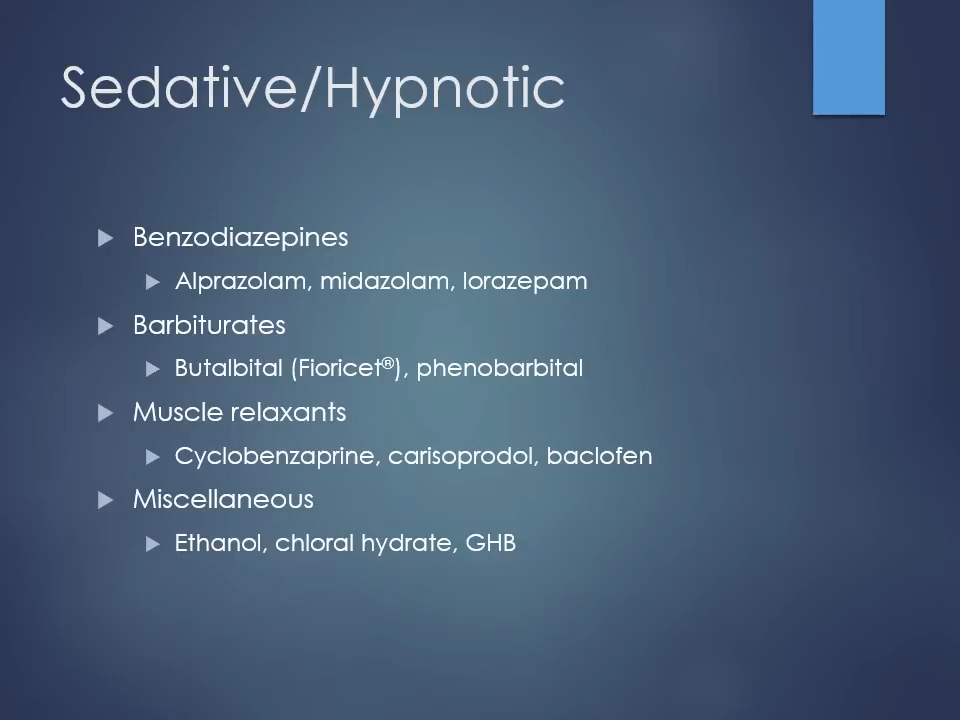 Sedative/Hypnotic
Benzodiazepines
Alprazolam, midazolam, lorazepam
Barbiturates
Butalbital (Fioricet®), phenobarbital
Muscle relaxants
Cyclobenzaprine, carisoprodol, baclofen
Miscellaneous
Ethanol, chloral hydrate, GHB